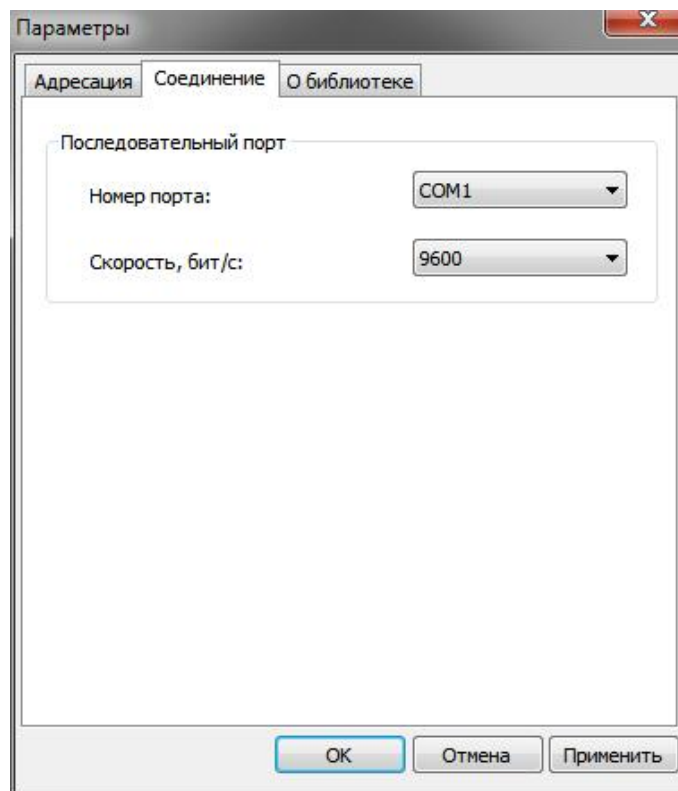 Параметры
Адресация Соединение О библиотеке
Последовательный порт
Номер порта: COM1
Скорость, бит/с: 9600
OK Отмена Применить